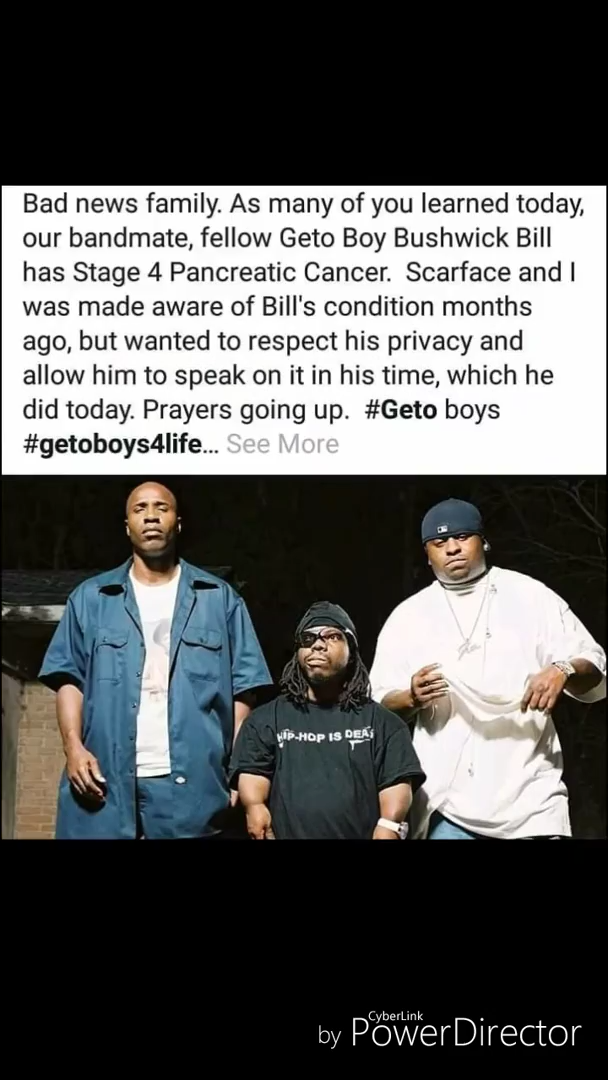 Bad news family. As many of you learned today,
our bandmate, fellow Geto Boy Bushwick Bill
has Stage 4 Pancreatic Cancer.  Scarface and I
was made aware of Bill's condition months
ago, but wanted to respect his privacy and
allow him to speak on it in his time, which he
did today. Prayers going up.  #Geto boys
#getoboys4life... See More
HIP-HOP IS DEAD
CyberLink
by PowerDirector